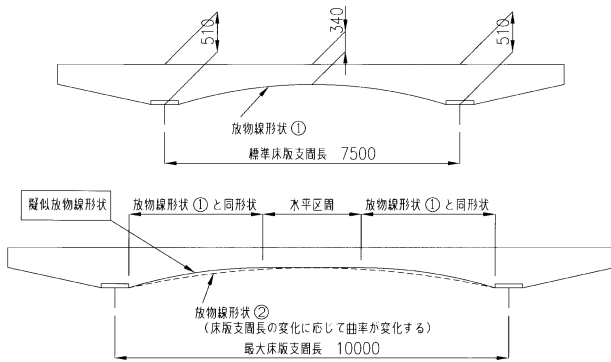 510
340
510
放物線形状①
標準床版支間長 7500
擬似放物線形状
放物線形状①と同形状
水平区間
放物線形状①と同形状
放物線形状②
（床版支間長の変化に応じて曲率が変化する）
最大床版支間長 10000